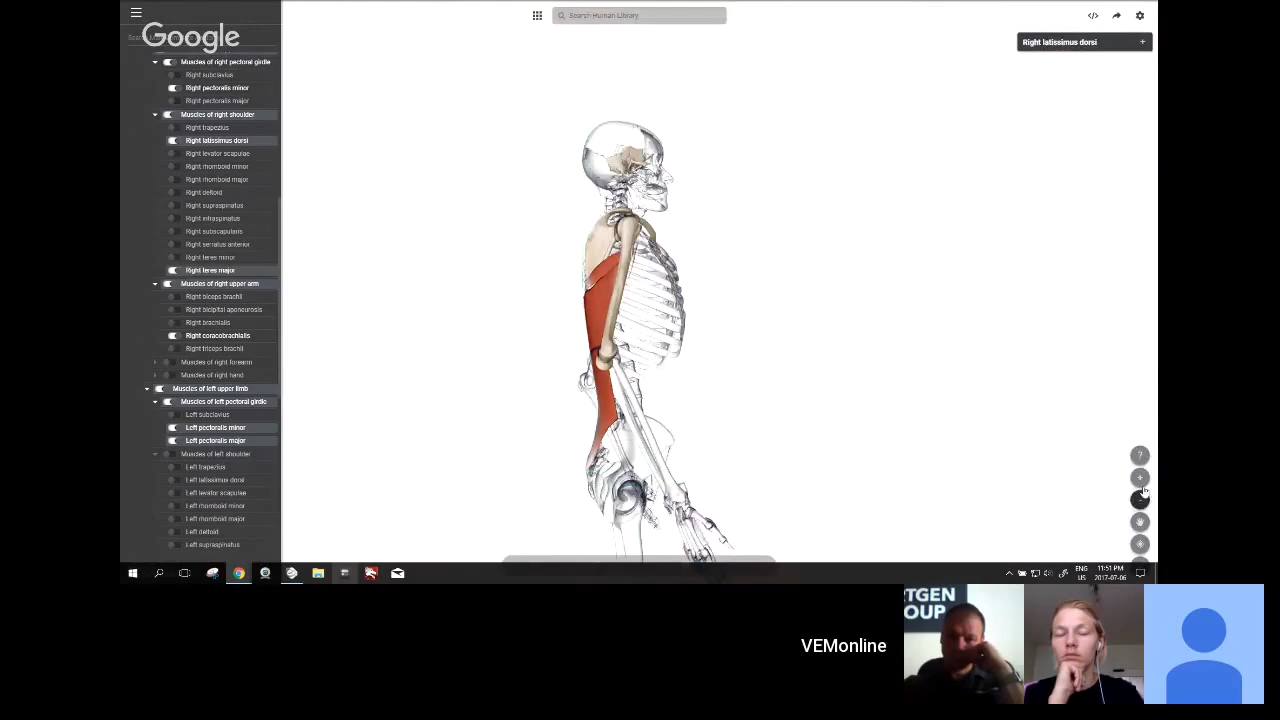 Google
Search Human Library
Right latissimus dorsi
Muscles of right pectoral girdle
Right subclavius
Right pectoralis minor
Right pectoralis major
Muscles of right shoulder
Right trapezius
Right latissimus dorsi
Right levator scapulae
Right rhomboid minor
Right rhomboid major
Right deltoid
Right supraspinatus
Right infraspinatus
Right subscapularis
Right serratus anterior
Right teres minor
Right teres major
Muscles of right upper arm
Right biceps brachii
Right bicipital aponeurosis
Right brachialis
Right coracobrachialis
Right triceps brachii
Muscles of right forearm
Muscles of right hand
Muscles of left upper limb
Muscles of left pectoral girdle
Left subclavius
Left pectoralis minor
Left pectoralis major
Muscles of left shoulder
Left trapezius
Left latissimus dorsi
Left levator scapulae
Left rhomboid minor
Left rhomboid major
Left deltoid
Left supraspinatus
ENG
US
11:51 PM
2017-07-06
VEMonline
RTGEN
OUP